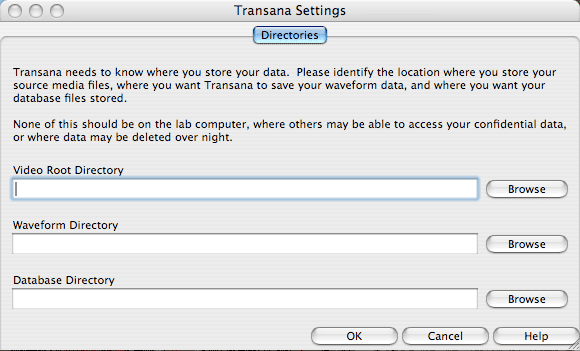 Transana Settings
Directories
Transana needs to know where you store your data.  Please identify the location where you store your
source media files, where you want Transana to save your waveform data, and where you want your
database files stored.
None of this should be on the lab computer, where others may be able to access your confidential data,
or where data may be deleted over night.
Video Root Directory
Browse
Waveform Directory
Browse
Database Directory
Browse
OK Cancel Help